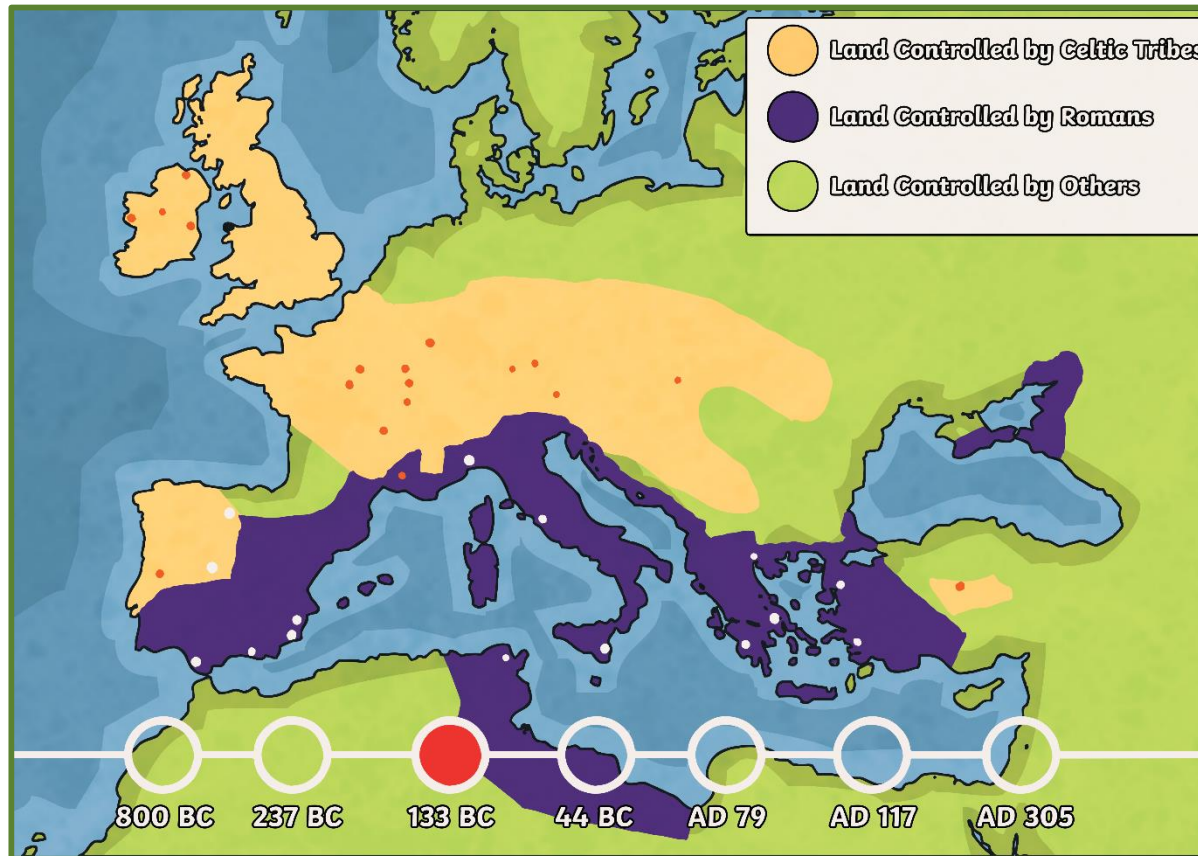 Land Controlled by Celtic Tribes
Land Controlled by Romans
Land Controlled by Others
800 BC 237 BC 133 BC 44 BC AD 79 AD 117 AD 305